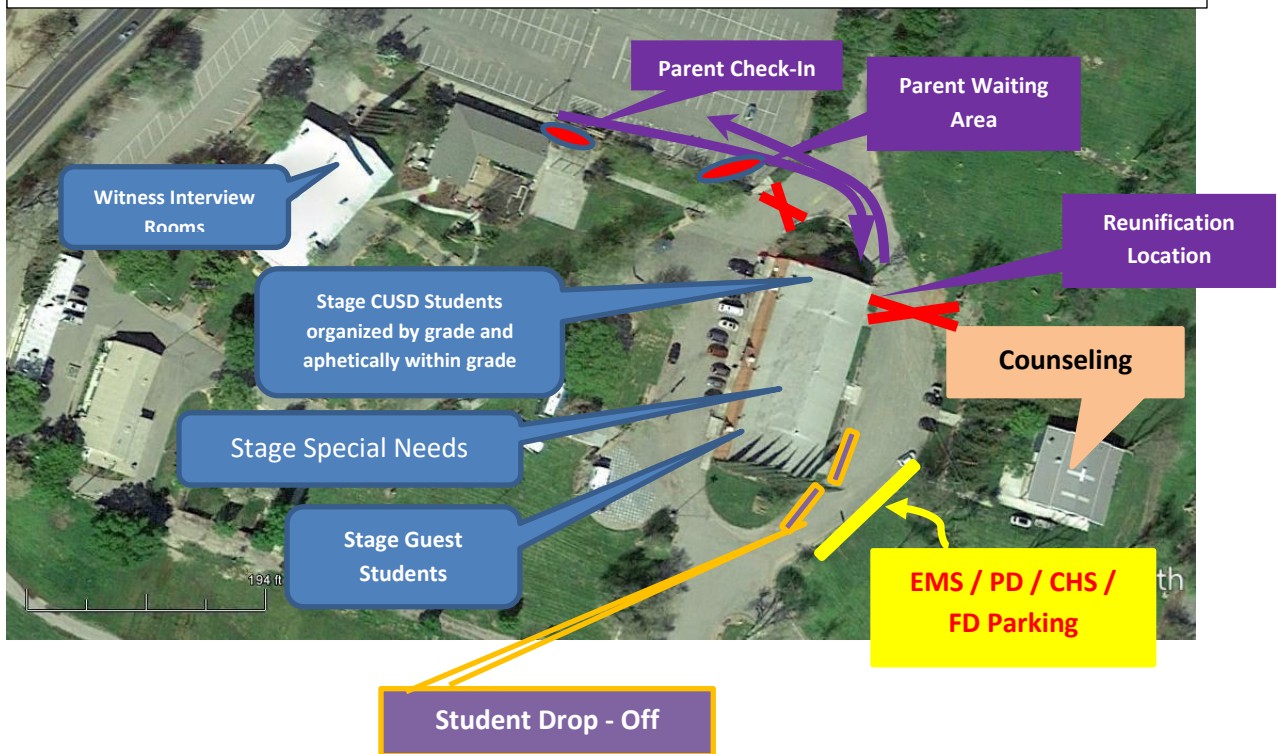 Parent Check-In
Parent Waiting
Area
Witness Interview
Rooms
Reunification
Location
Stage CUSD Students
organized by grade and
aphetically within grade
Counseling
Stage Special Needs
Stage Guest
Students
194 ft
th
EMS / PD / CHS /
FD Parking
Student Drop - Off